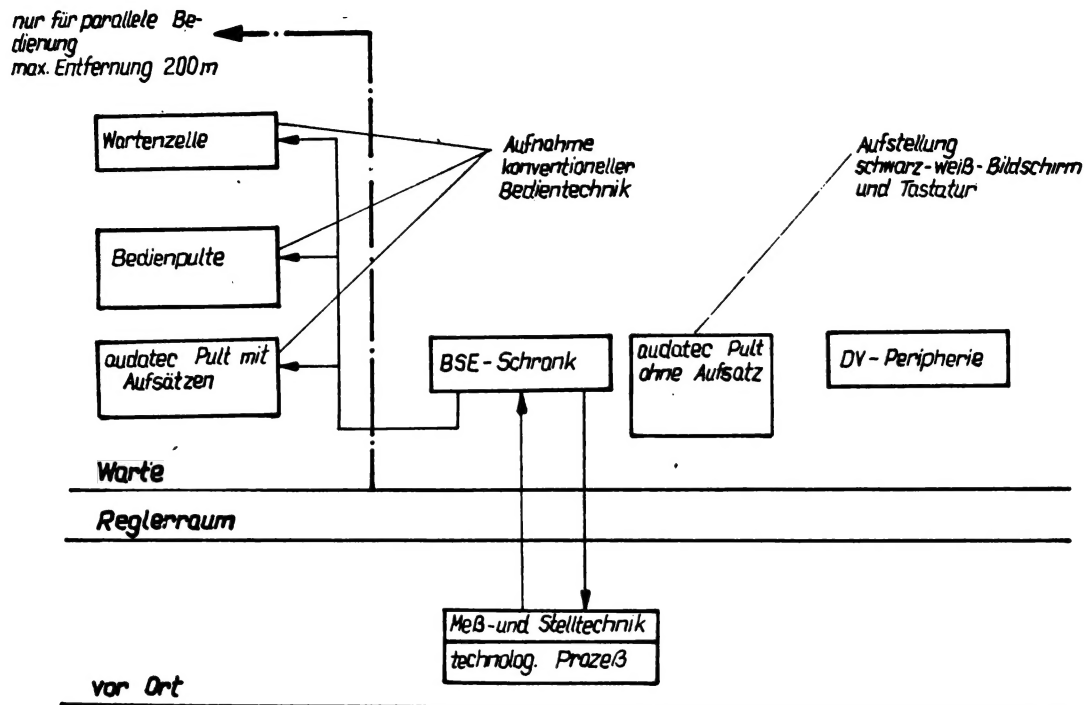 nur für parallele Be-
dienung
max. Entfernung 200m
Wartenzelle
Aufnahme
konventioneller
Bedientechnik
Aufstellung
schwarz-weiß-Bildschirm
und Tastatur
Bedienpulte
audatec Pult mit
Aufsätzen
BSE-Schrank
audatec Pult
ohne Aufsatz
DV-Peripherie
Warte
Reglerraum
Meß-und Stelltechnik
technolog. Prozeß
vor Ort